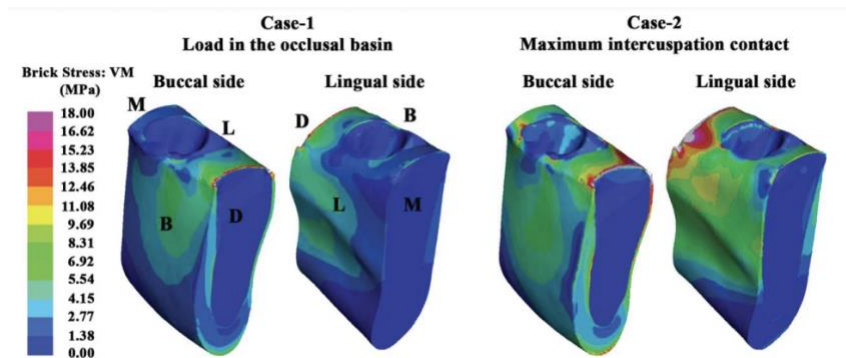 Case-1
Load in the occlusal basin
Case-2
Maximum intercuspation contact
Brick Stress: VM
(MPa)
Buccal side
Lingual side
Buccal side
Lingual side
18.00
16.62
15.23
13.85
12.46
11.08
9.69
8.31
6.92
5.54
4.15
2.77
1.38
0.00
M
L
B
D
D
B
L
M